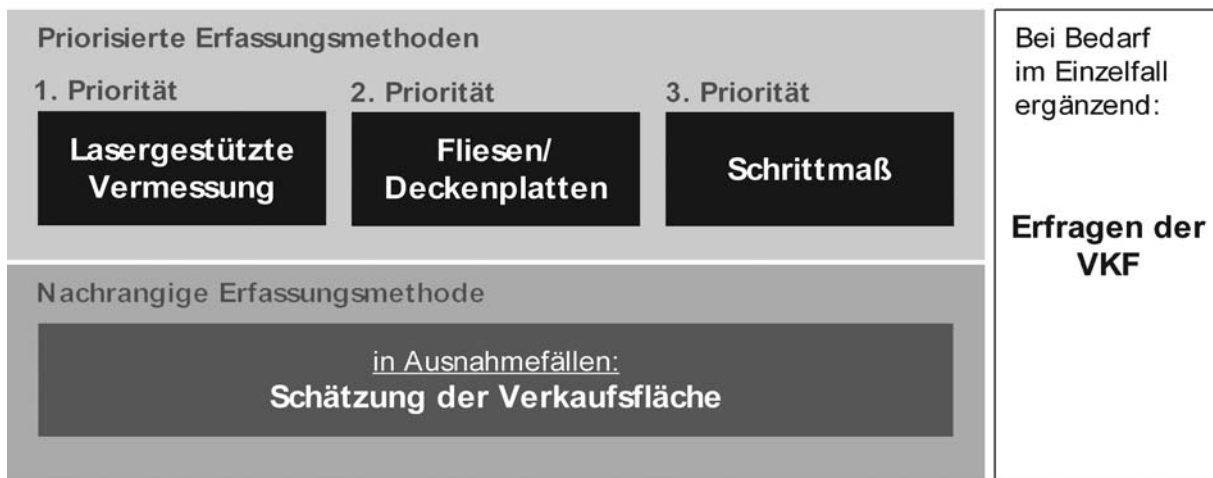 Priorisierte Erfassungsmethoden
1. Priorität
Lasergestützte
Vermessung
2. Priorität
Fliesen/
Deckenplatten
3. Priorität
Schrittmaß
Nachrangige Erfassungsmethode
in Ausnahmefällen:
Schätzung der Verkaufsfläche
Bei Bedarf
im Einzelfall
ergänzend:
Erfragen der
VKF